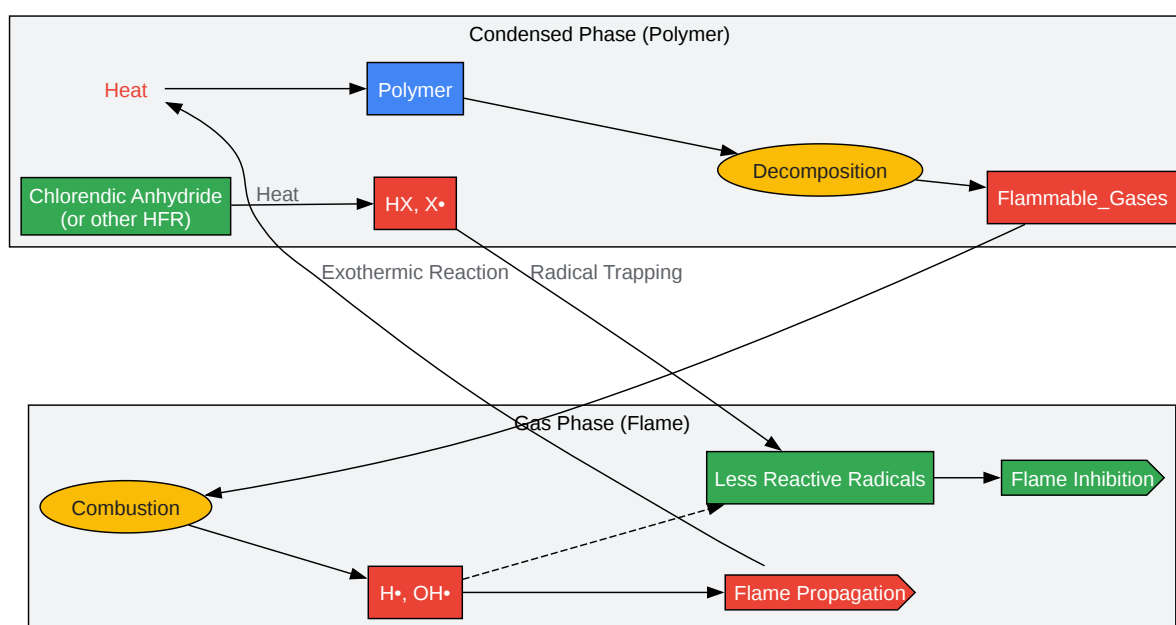 Condensed Phase (Polymer)
Heat
Polymer
Decomposition
Chlorendic Anhydride
(or other HFR)
Heat
HX, X•
Flammable_Gases
Exothermic Reaction
Radical Trapping
Gas Phase (Flame)
Less Reactive Radicals
Flame Inhibition
Combustion
H•, OH•
Flame Propagation